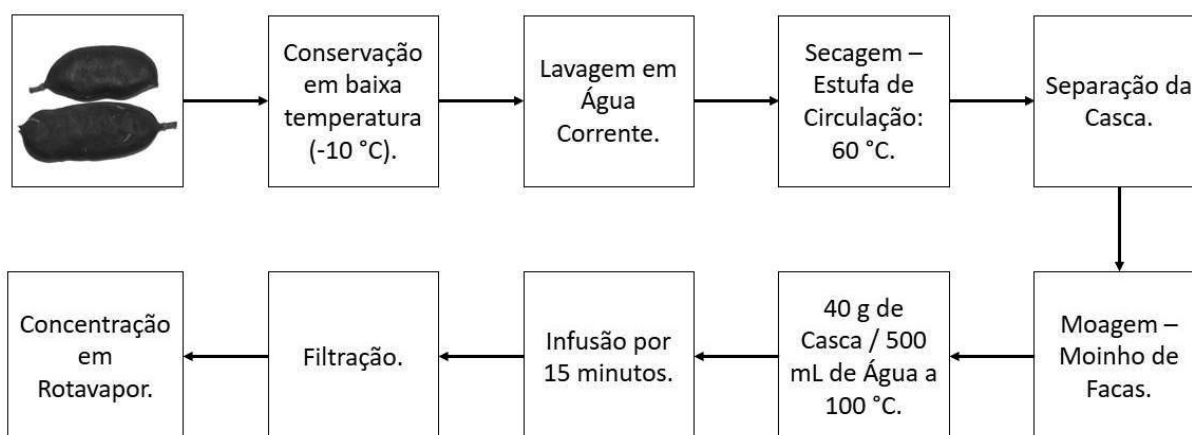 Conservação
em baixa
temperatura
(-10 °C).
Lavagem em
Água
Corrente.
Secagem –
Estufa de
Circulação:
60 °C.
Separação da
Casca.
Moagem –
Moinho de
Facas.
40 g de
Casca / 500
mL de Água a
100 °C.
Infusão por
15 minutos.
Filtração.
Concentração
em
Rotavapor.